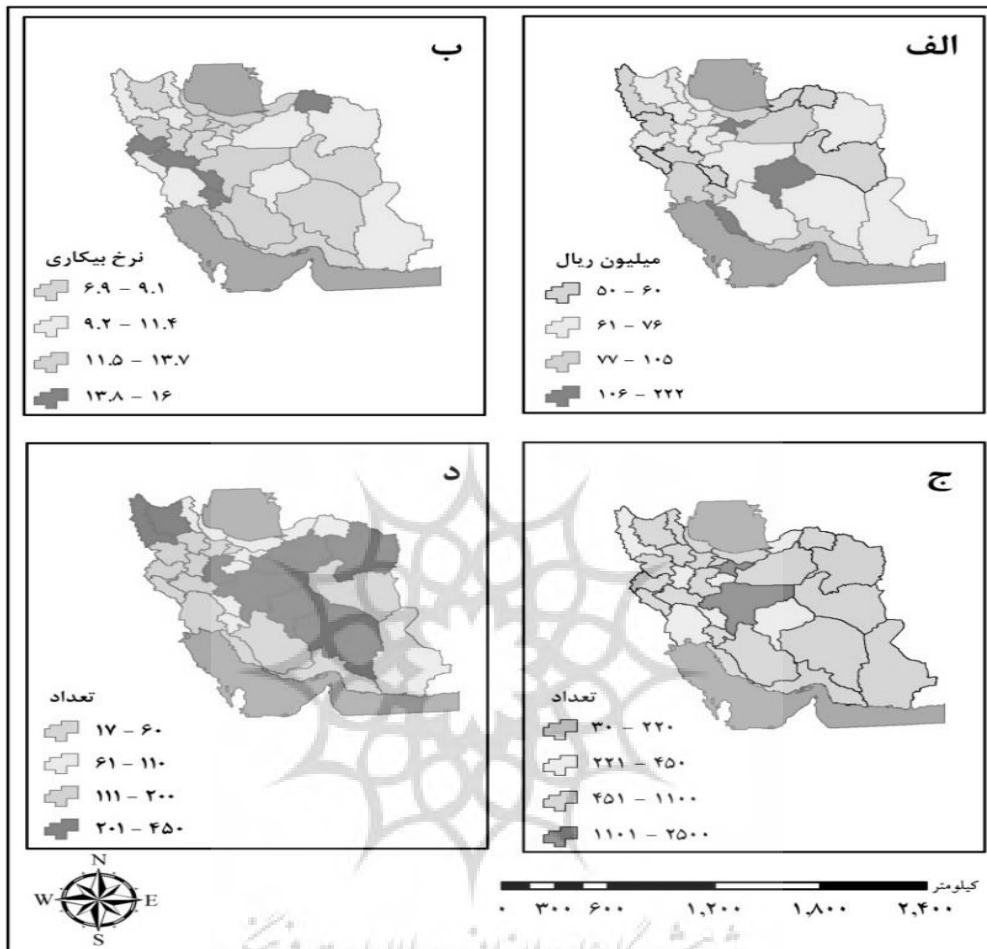 الف
میلیون ریال
۵۰ – ۶۰
۶۱ – ۷۶
۷۷ – ۱۰۵
۱۰۶ – ۲۲۲
ب
نرخ بیکاری
۶.۹ – ۹.۱
۹.۲ – ۱۱.۴
۱۱.۵ – ۱۳.۷
۱۳.۸ – ۱۶
ج
تعداد
۳۰ – ۲۲۰
۲۲۱ – ۴۵۰
۴۵۱ – ۱۱۰۰
۱۱۰۱ – ۲۵۰۰
د
تعداد
۱۷ – ۶۰
۶۱ – ۱۱۰
۱۱۱ – ۲۰۰
۲۰۱ – ۴۵۰
N
W E
S
کیلومتر
۰ ۳۰۰ ۶۰۰ ۱,۲۰۰ ۱,۸۰۰ ۲,۴۰۰